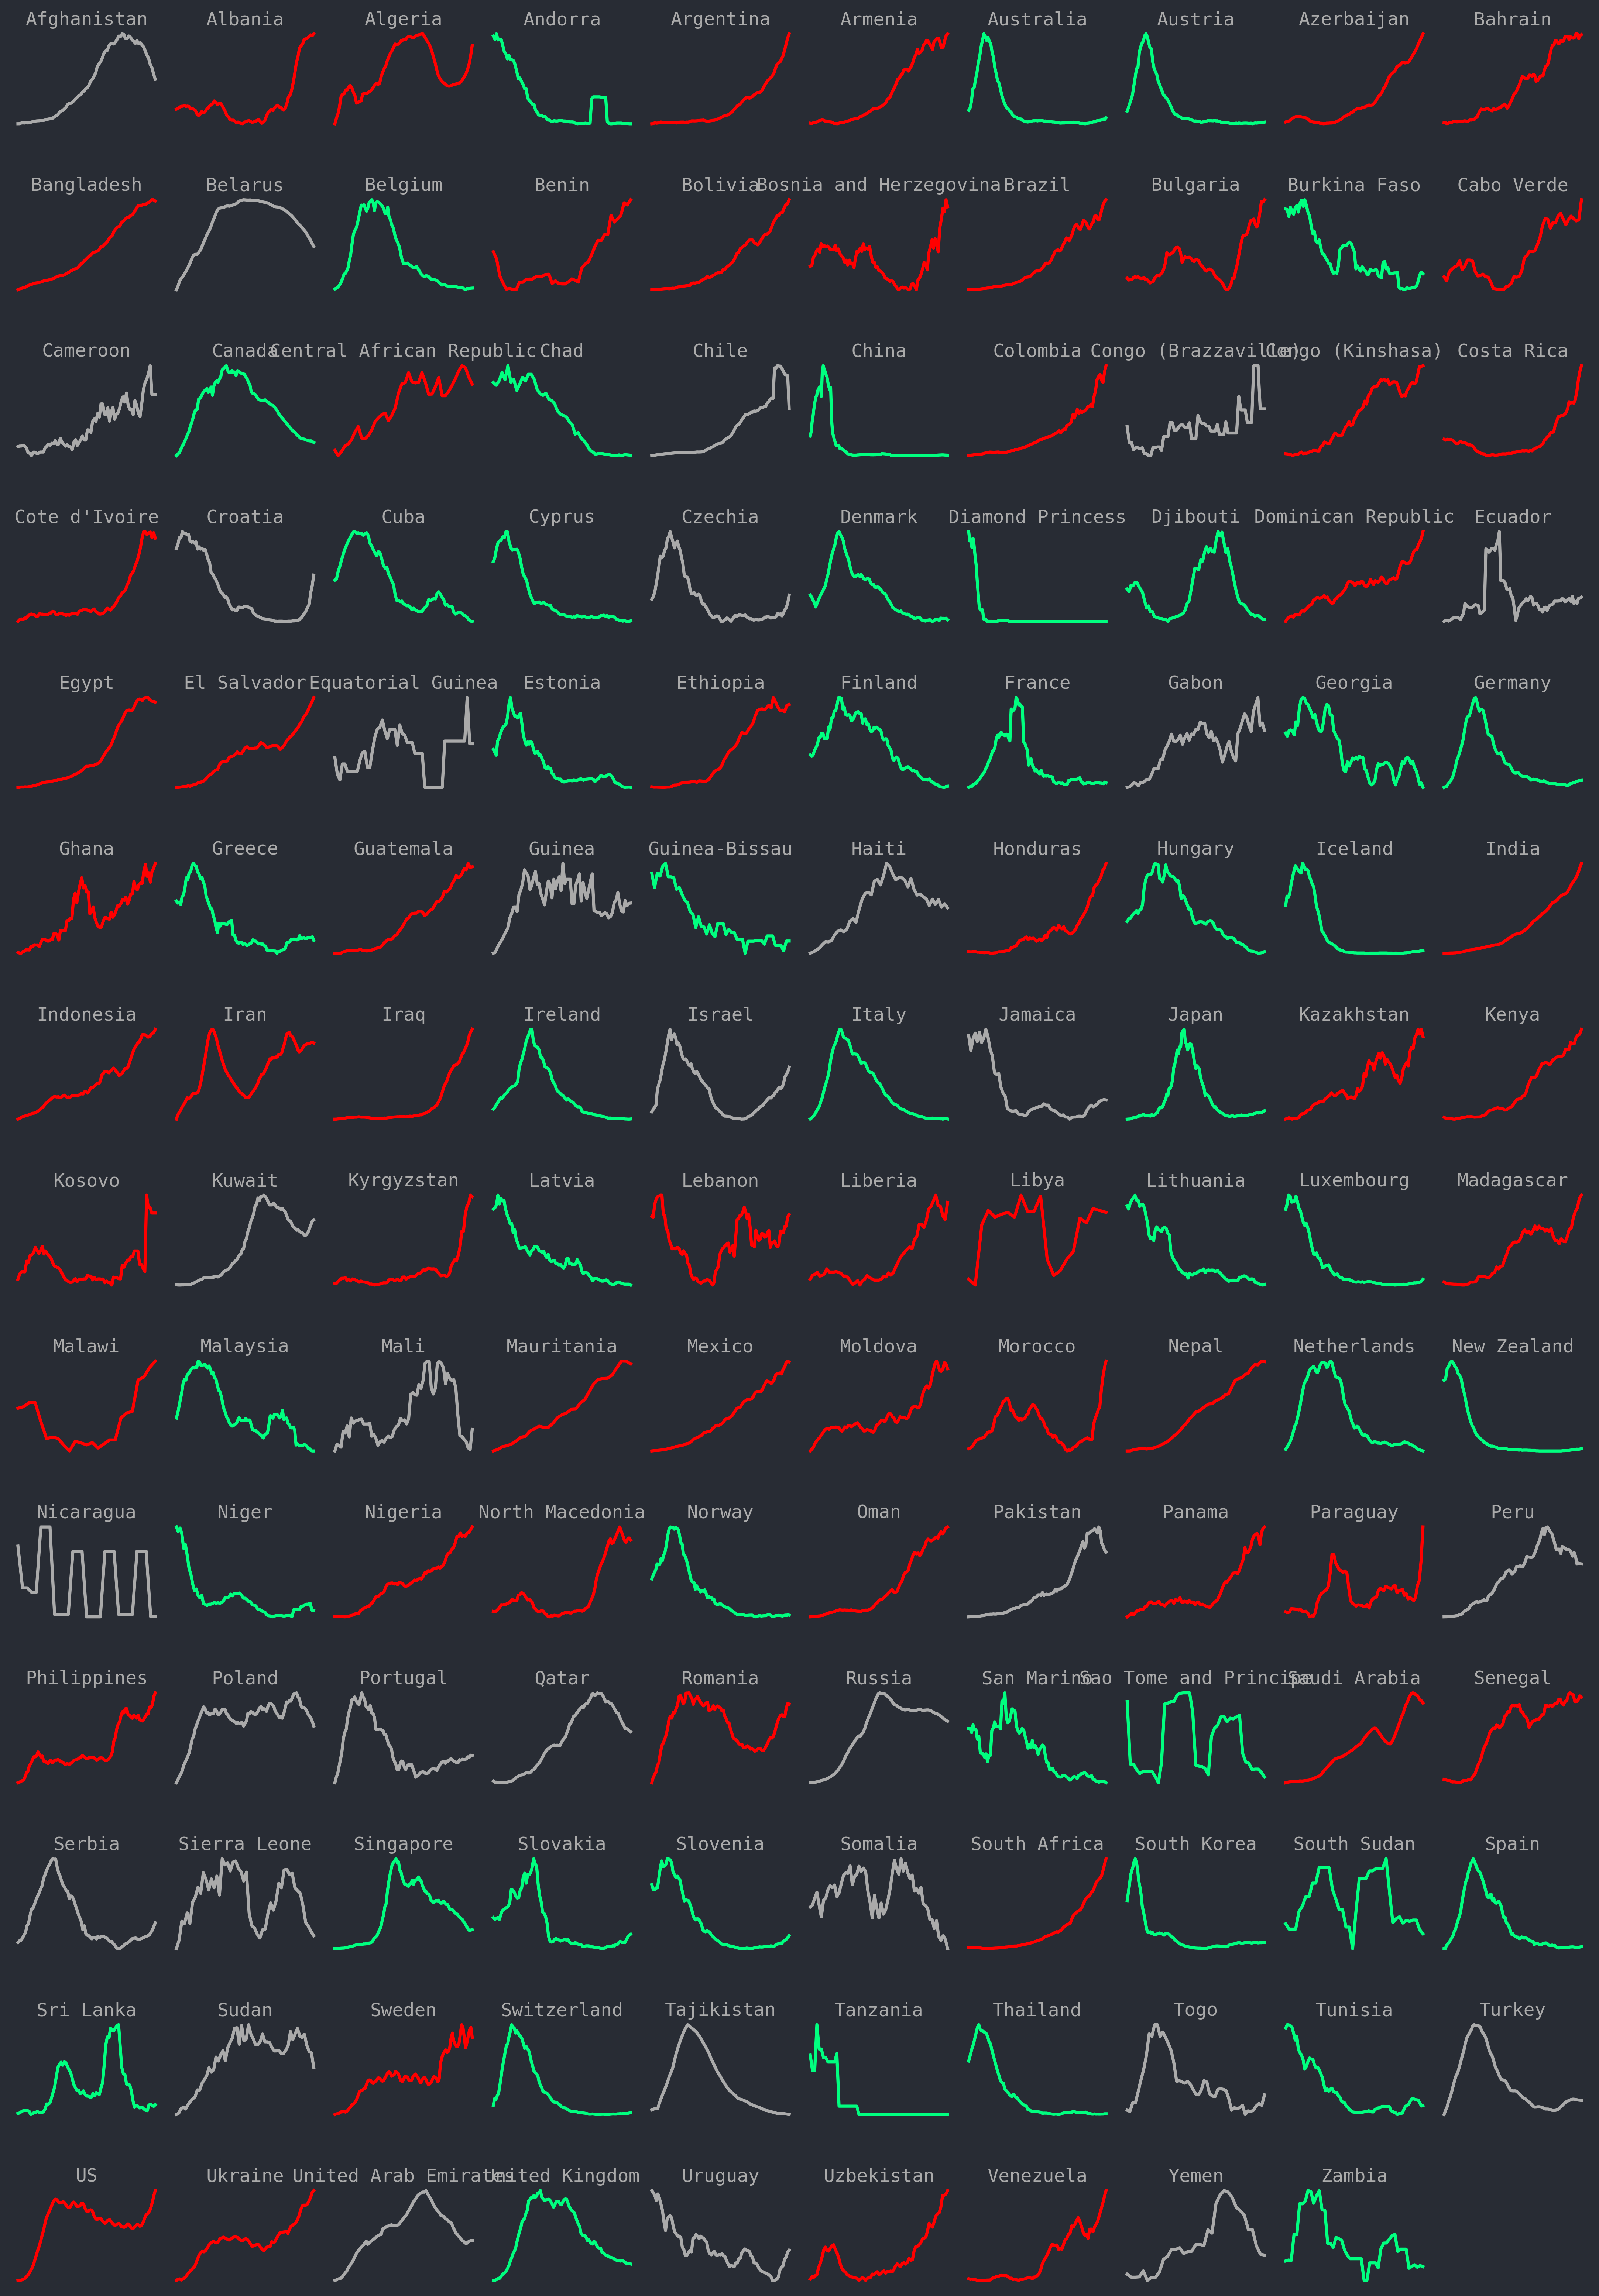 Afghanistan Albania Algeria Andorra Argentina Armenia Australia Austria Azerbaijan Bahrain
Bangladesh Belarus Belgium Benin Bolivia Bosnia and Herzegovina Brazil Bulgaria Burkina Faso Cabo Verde
Cameroon Canada Central African Republic Chad Chile China Colombia Congo (Brazzaville) Congo (Kinshasa) Costa Rica
Cote d'Ivoire Croatia Cuba Cyprus Czechia Denmark Diamond Princess Djibouti Dominican Republic Ecuador
Egypt El Salvador Equatorial Guinea Estonia Ethiopia Finland France Gabon Georgia Germany
Ghana Greece Guatemala Guinea Guinea-Bissau Haiti Honduras Hungary Iceland India
Indonesia Iran Iraq Ireland Israel Italy Jamaica Japan Kazakhstan Kenya
Kosovo Kuwait Kyrgyzstan Latvia Lebanon Liberia Libya Lithuania Luxembourg Madagascar
Malawi Malaysia Mali Mauritania Mexico Moldova Morocco Nepal Netherlands New Zealand
Nicaragua Niger Nigeria North Macedonia Norway Oman Pakistan Panama Paraguay Peru
Philippines Poland Portugal Qatar Romania Russia San Marino Sao Tome and Principe Saudi Arabia Senegal
Serbia Sierra Leone Singapore Slovakia Slovenia Somalia South Africa South Korea South Sudan Spain
Sri Lanka Sudan Sweden Switzerland Tajikistan Tanzania Thailand Togo Tunisia Turkey
US Ukraine United Arab Emirates United Kingdom Uruguay Uzbekistan Venezuela Yemen Zambia